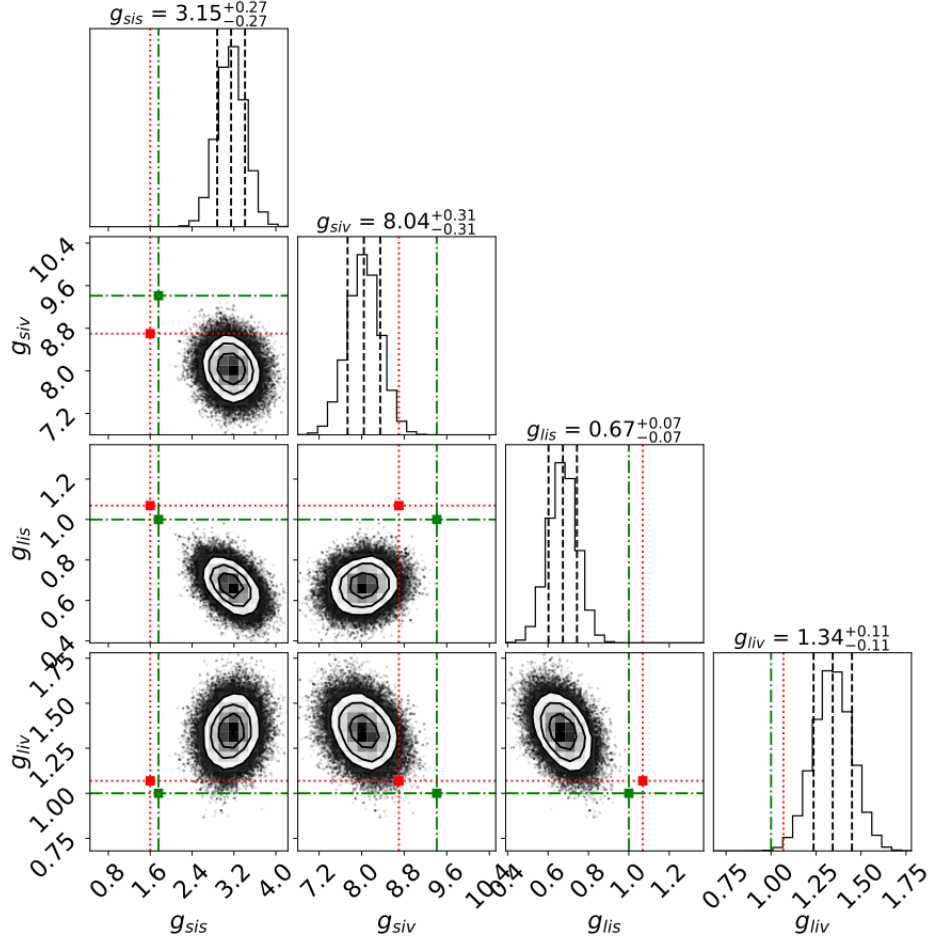 g_sis = 3.15^{+0.27}_{-0.27}
g_siv = 8.04^{+0.31}_{-0.31}
10.4
9.6
8.8
8.0
7.2
g_siv
g_lis = 0.67^{+0.07}_{-0.07}
1.2
1.0
0.8
0.6
0.4
g_lis
g_liv = 1.34^{+0.11}_{-0.11}
1.75
1.50
1.25
1.00
0.75
g_liv
0.8 1.6 2.4 3.2 4.0
7.2 8.0 8.8 9.6 10.4
0.4 0.6 0.8 1.0 1.2
0.75 1.00 1.25 1.50 1.75
g_sis g_siv g_lis g_liv